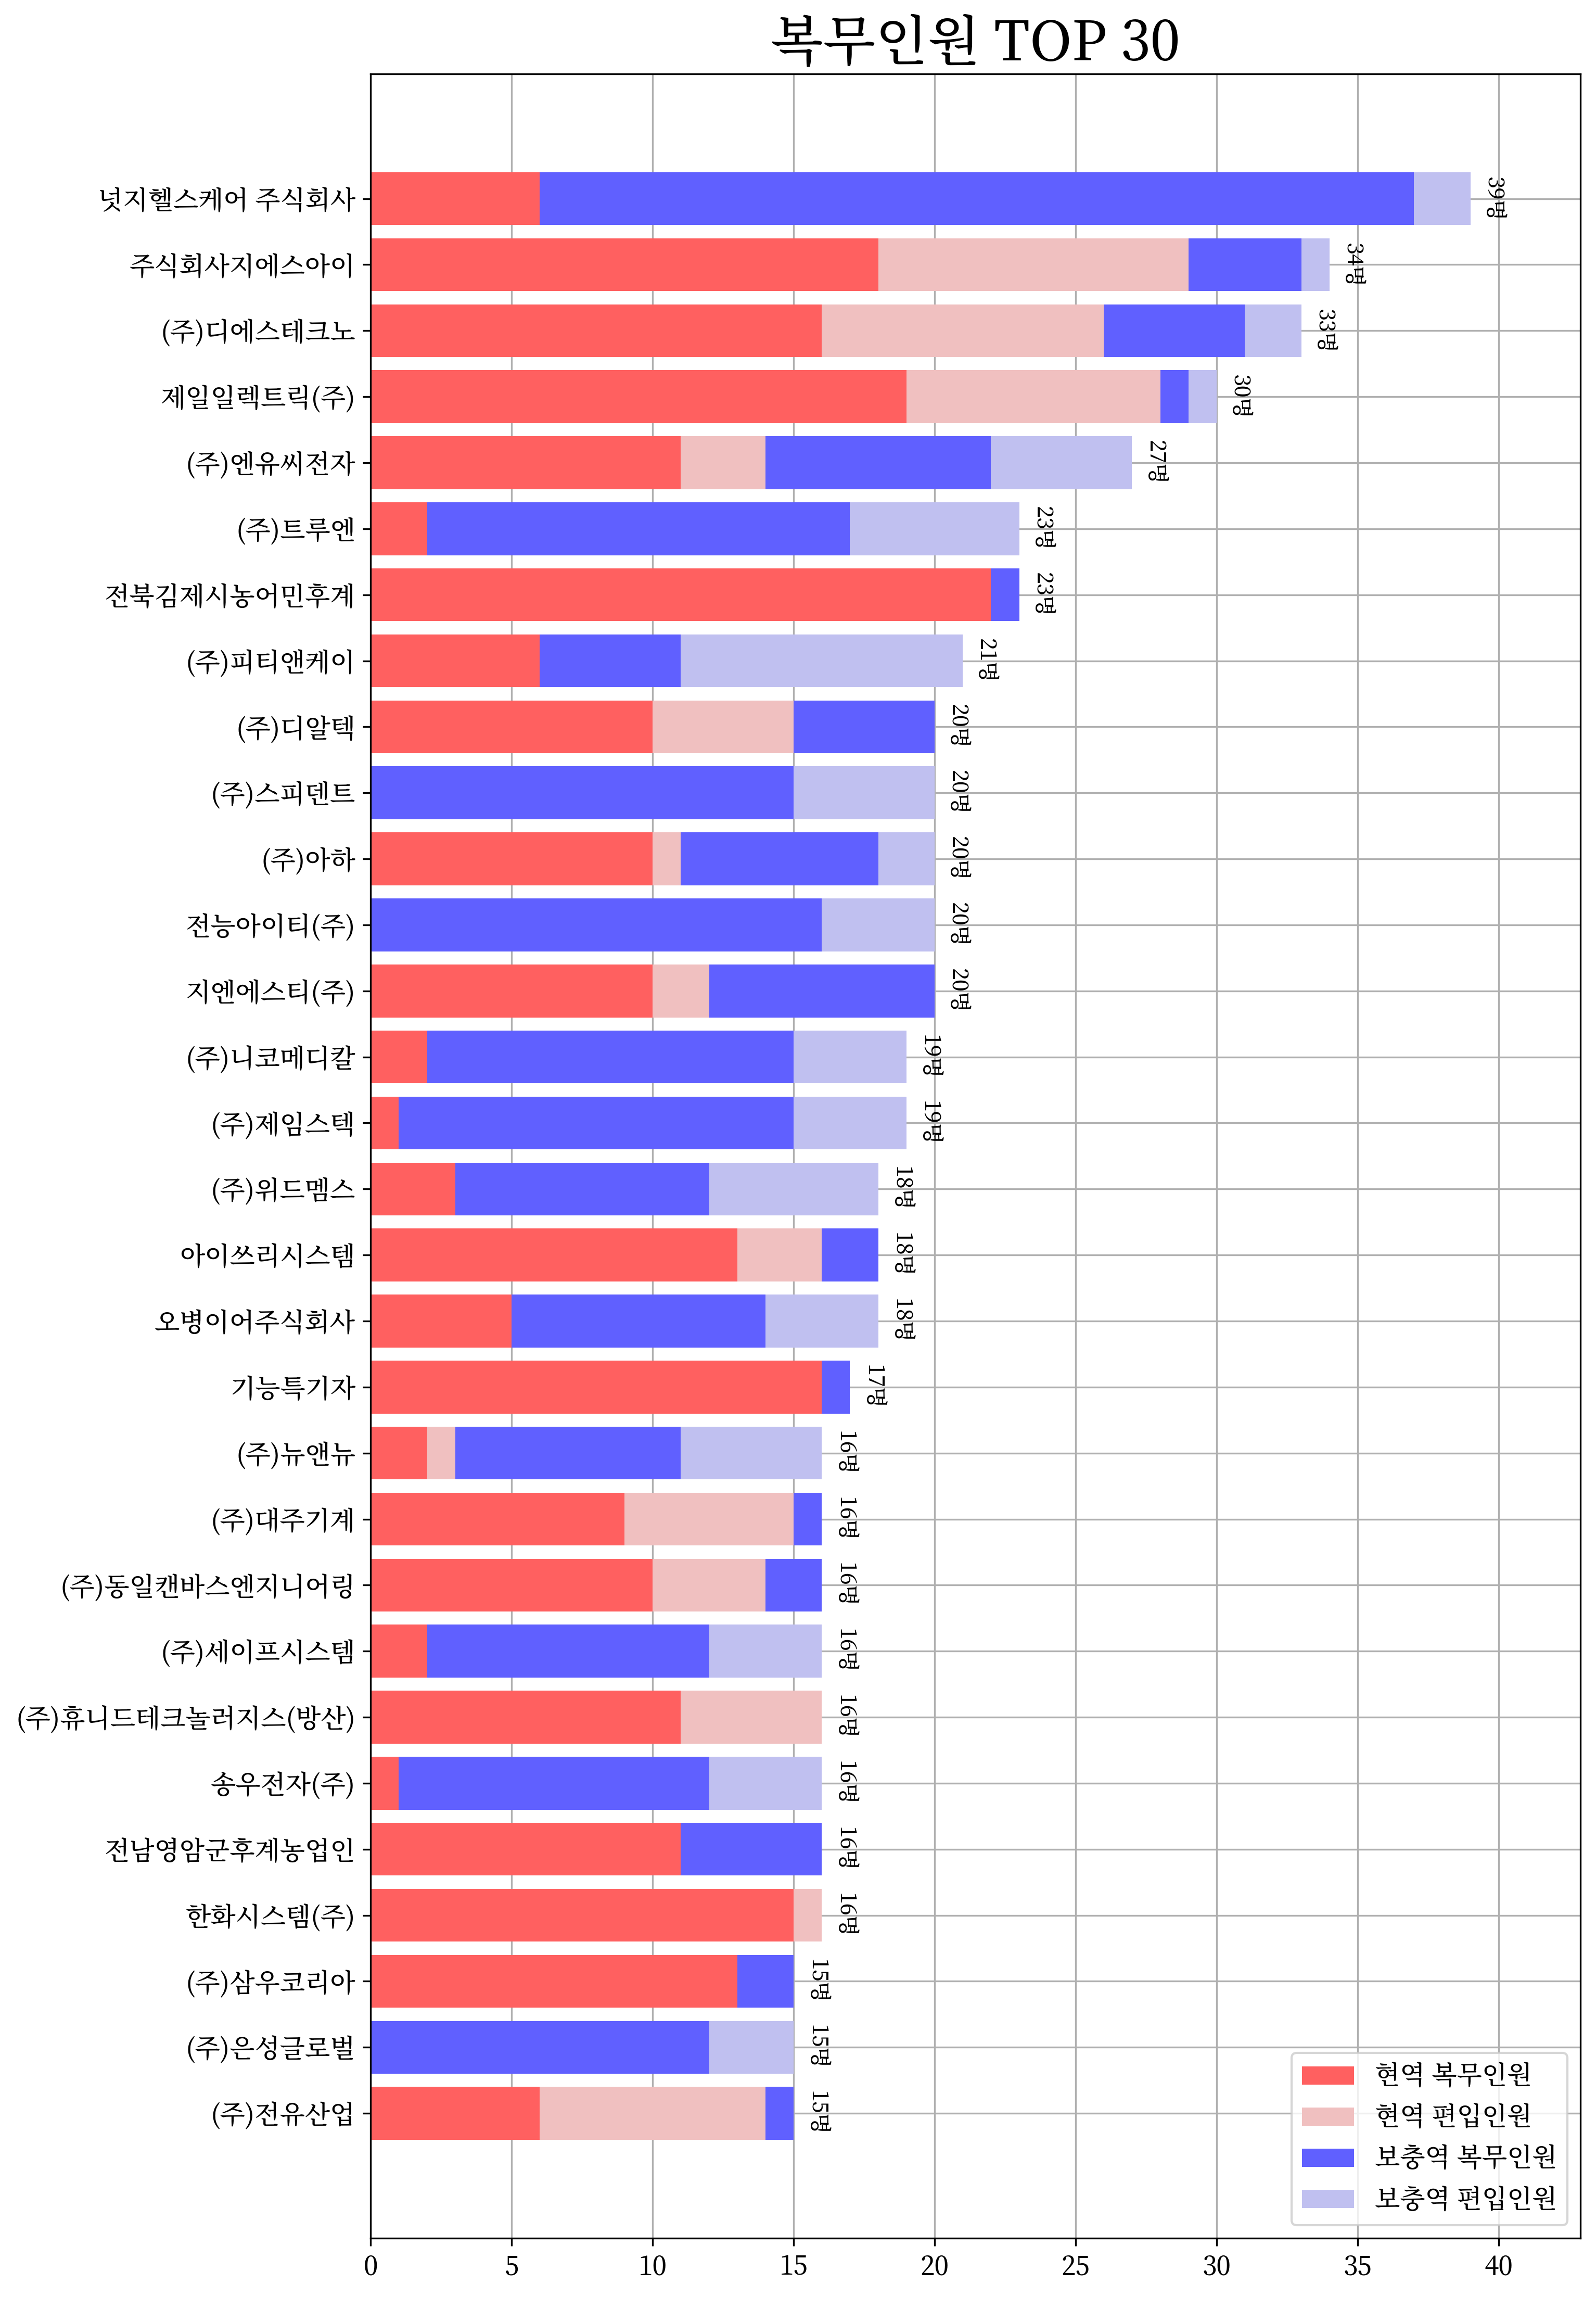 복무인원 TOP 30
넛지헬스케어 주식회사 39명
주식회사지에스아이 34명
(주)디에스테크노 33명
제일일렉트릭(주) 30명
(주)엔유씨전자 27명
(주)트루엔 23명
전북김제시농어민후계 23명
(주)피티앤케이 21명
(주)디알텍 20명
(주)스피덴트 20명
(주)아하 20명
전능아이티(주) 20명
지엔에스티(주) 20명
(주)니코메디칼 19명
(주)제임스텍 19명
(주)위드멤스 18명
아이쓰리시스템 18명
오병이어주식회사 18명
기능특기자 17명
(주)뉴앤뉴 16명
(주)대주기계 16명
(주)동일캔바스엔지니어링 16명
(주)세이프시스템 16명
(주)휴니드테크놀러지스(방산) 16명
송우전자(주) 16명
전남영암군후계농업인 16명
한화시스템(주) 16명
(주)삼우코리아 15명
(주)은성글로벌 15명
(주)전유산업 15명
현역 복무인원
현역 편입인원
보충역 복무인원
보충역 편입인원
0 5 10 15 20 25 30 35 40